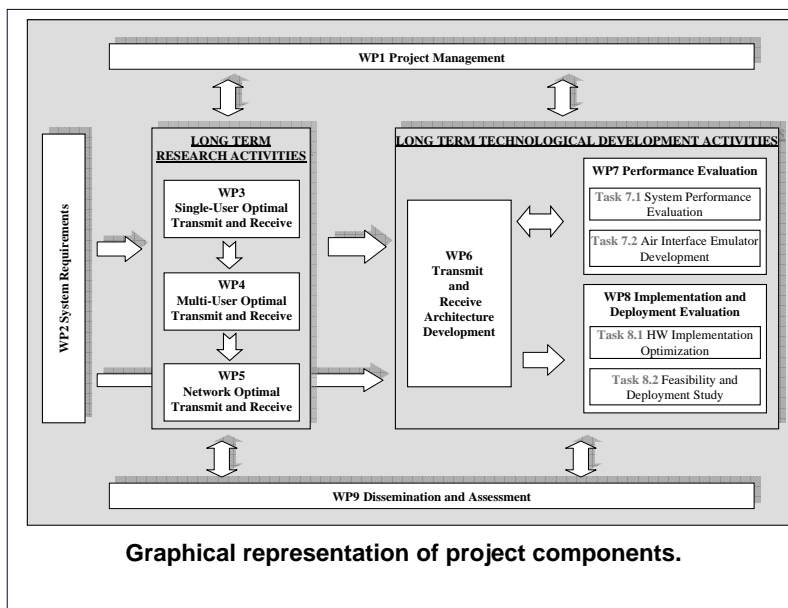 WP1 Project Management
WP2 System Requirements
LONG TERM
RESEARCH ACTIVITIES
WP3
Single-User Optimal
Transmit and Receive
WP4
Multi-User Optimal
Transmit and Receive
WP5
Network Optimal
Transmit and Receive
LONG TERM TECHNOLOGICAL DEVELOPMENT ACTIVITIES
WP6
Transmit
and
Receive
Architecture
Development
WP7 Performance Evaluation
Task 7.1 System Performance
Evaluation
Task 7.2 Air Interface Emulator
Development
WP8 Implementation and
Deployment Evaluation
Task 8.1 HW Implementation
Optimization
Task 8.2 Feasibility and
Deployment Study
WP9 Dissemination and Assessment
Graphical representation of project components.